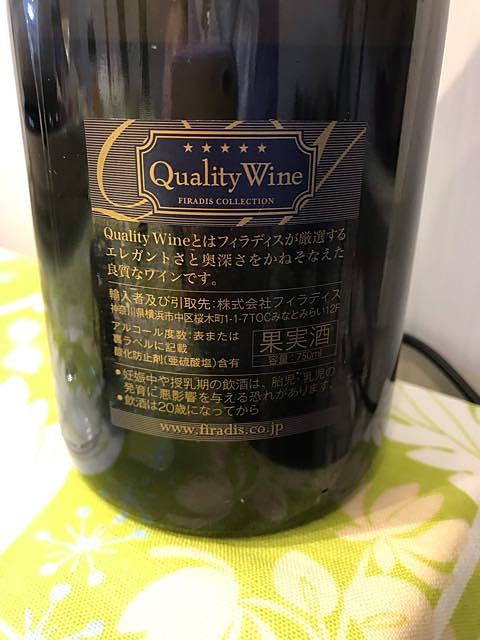 Quality Wine
FIRADIS COLLECTION
Quality Wineとはフィラディスが厳選する
エレガントさと奥深さをかねそなえた
良質なワインです。
輸入者及び引取先：株式会社フィラディス
神奈川県横浜市中区桜木町1-1-7TOCみなとみらい12F
アルコール度数：表または
裏ラベルに記載
酸化防止剤(亜硫酸塩)含有
果実酒
容量：750ml
●妊娠中や授乳期の飲酒は、胎児・乳児の
発育に悪影響を与える恐れがあります。
●飲酒は20歳になってから
www.firadis.co.jp